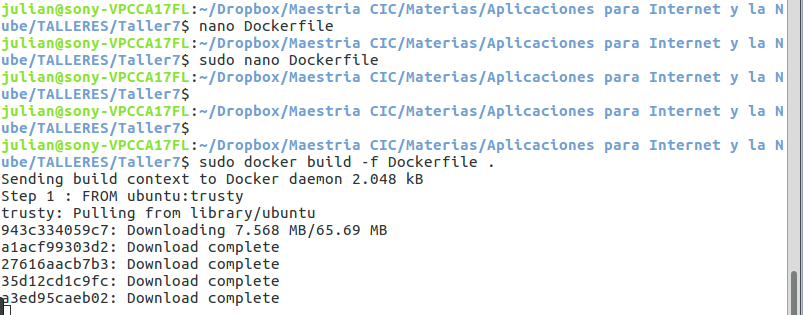 julian@sony-VPCCA17FL:~/Dropbox/Maestria CIC/Materias/Aplicaciones para Internet y la N
ube/TALLERES/Taller7$ nano Dockerfile
julian@sony-VPCCA17FL:~/Dropbox/Maestria CIC/Materias/Aplicaciones para Internet y la N
ube/TALLERES/Taller7$ sudo nano Dockerfile
julian@sony-VPCCA17FL:~/Dropbox/Maestria CIC/Materias/Aplicaciones para Internet y la N
ube/TALLERES/Taller7$
julian@sony-VPCCA17FL:~/Dropbox/Maestria CIC/Materias/Aplicaciones para Internet y la N
ube/TALLERES/Taller7$
julian@sony-VPCCA17FL:~/Dropbox/Maestria CIC/Materias/Aplicaciones para Internet y la N
ube/TALLERES/Taller7$ sudo docker build -f Dockerfile .
Sending build context to Docker daemon 2.048 kB
Step 1 : FROM ubuntu:trusty
trusty: Pulling from library/ubuntu
943c334059c7: Downloading 7.568 MB/65.69 MB
a1acf99303d2: Download complete
27616aacb7b3: Download complete
35d12cd1c9fc: Download complete
a3ed95caeb02: Download complete